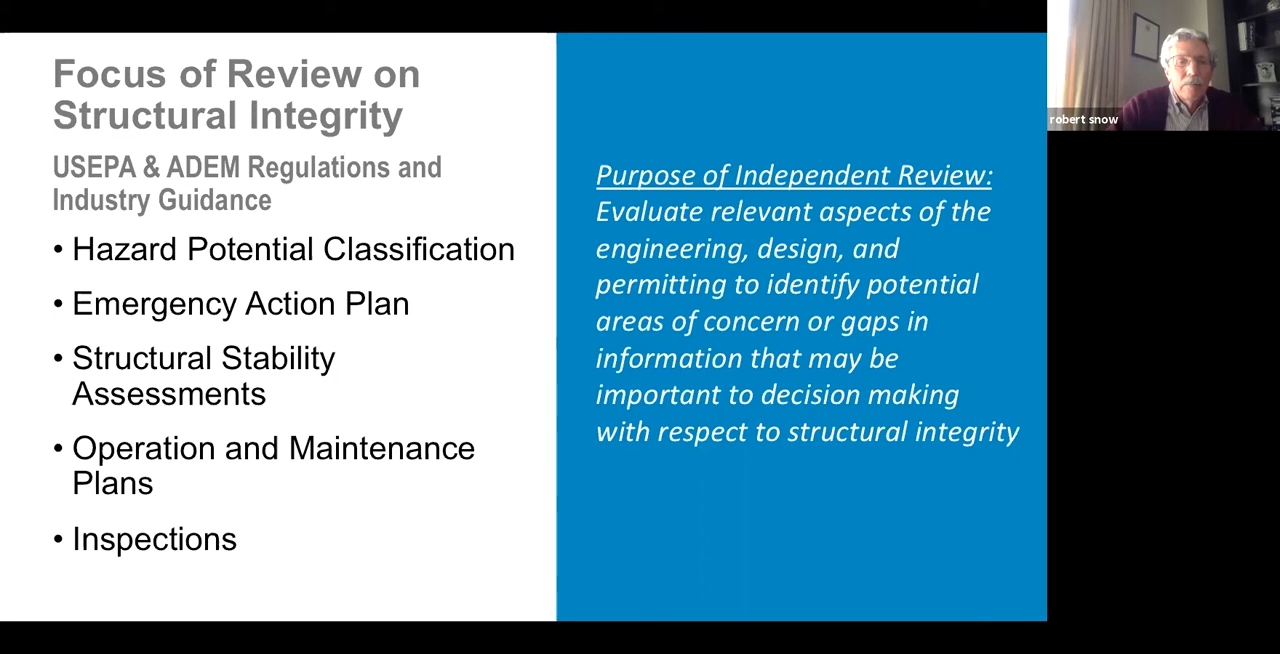 Focus of Review on
Structural Integrity
USEPA & ADEM Regulations and
Industry Guidance
• Hazard Potential Classification
• Emergency Action Plan
• Structural Stability
Assessments
• Operation and Maintenance
Plans
• Inspections
Purpose of Independent Review:
Evaluate relevant aspects of the
engineering, design, and
permitting to identify potential
areas of concern or gaps in
information that may be
important to decision making
with respect to structural integrity
robert snow